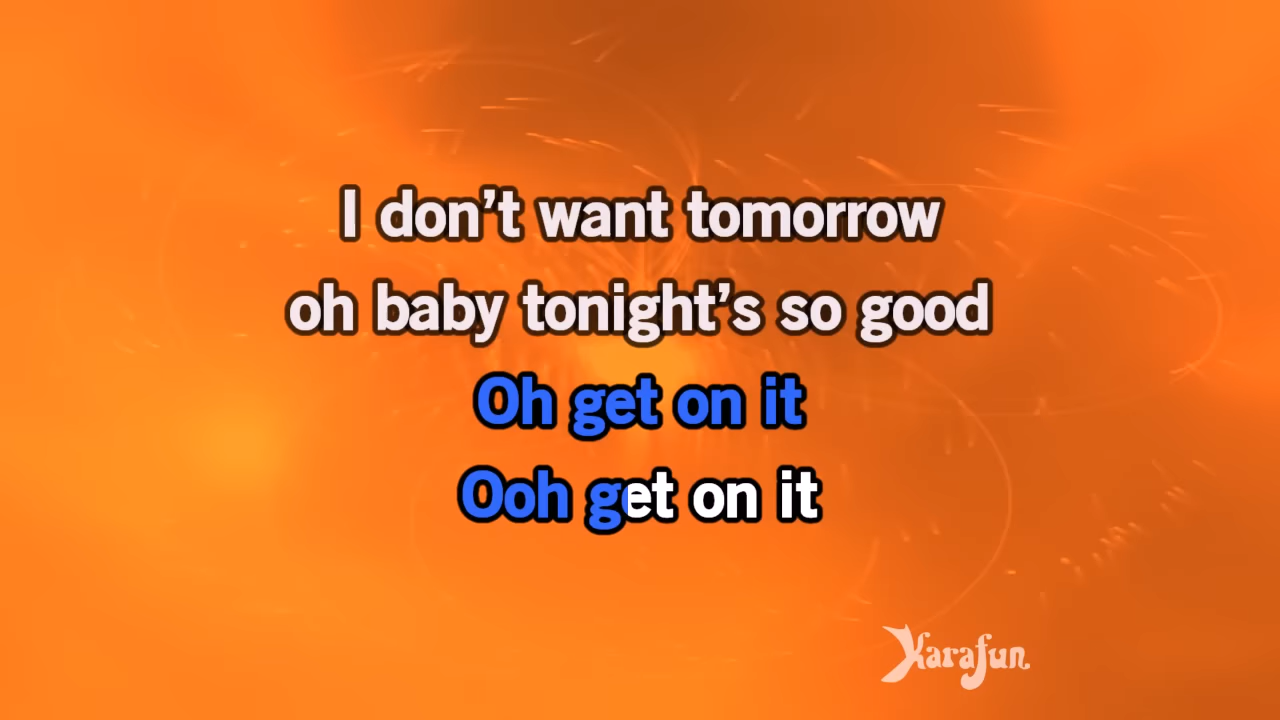 I don't want tomorrow
oh baby tonight's so good
Oh get on it
Ooh get on it
Karafun